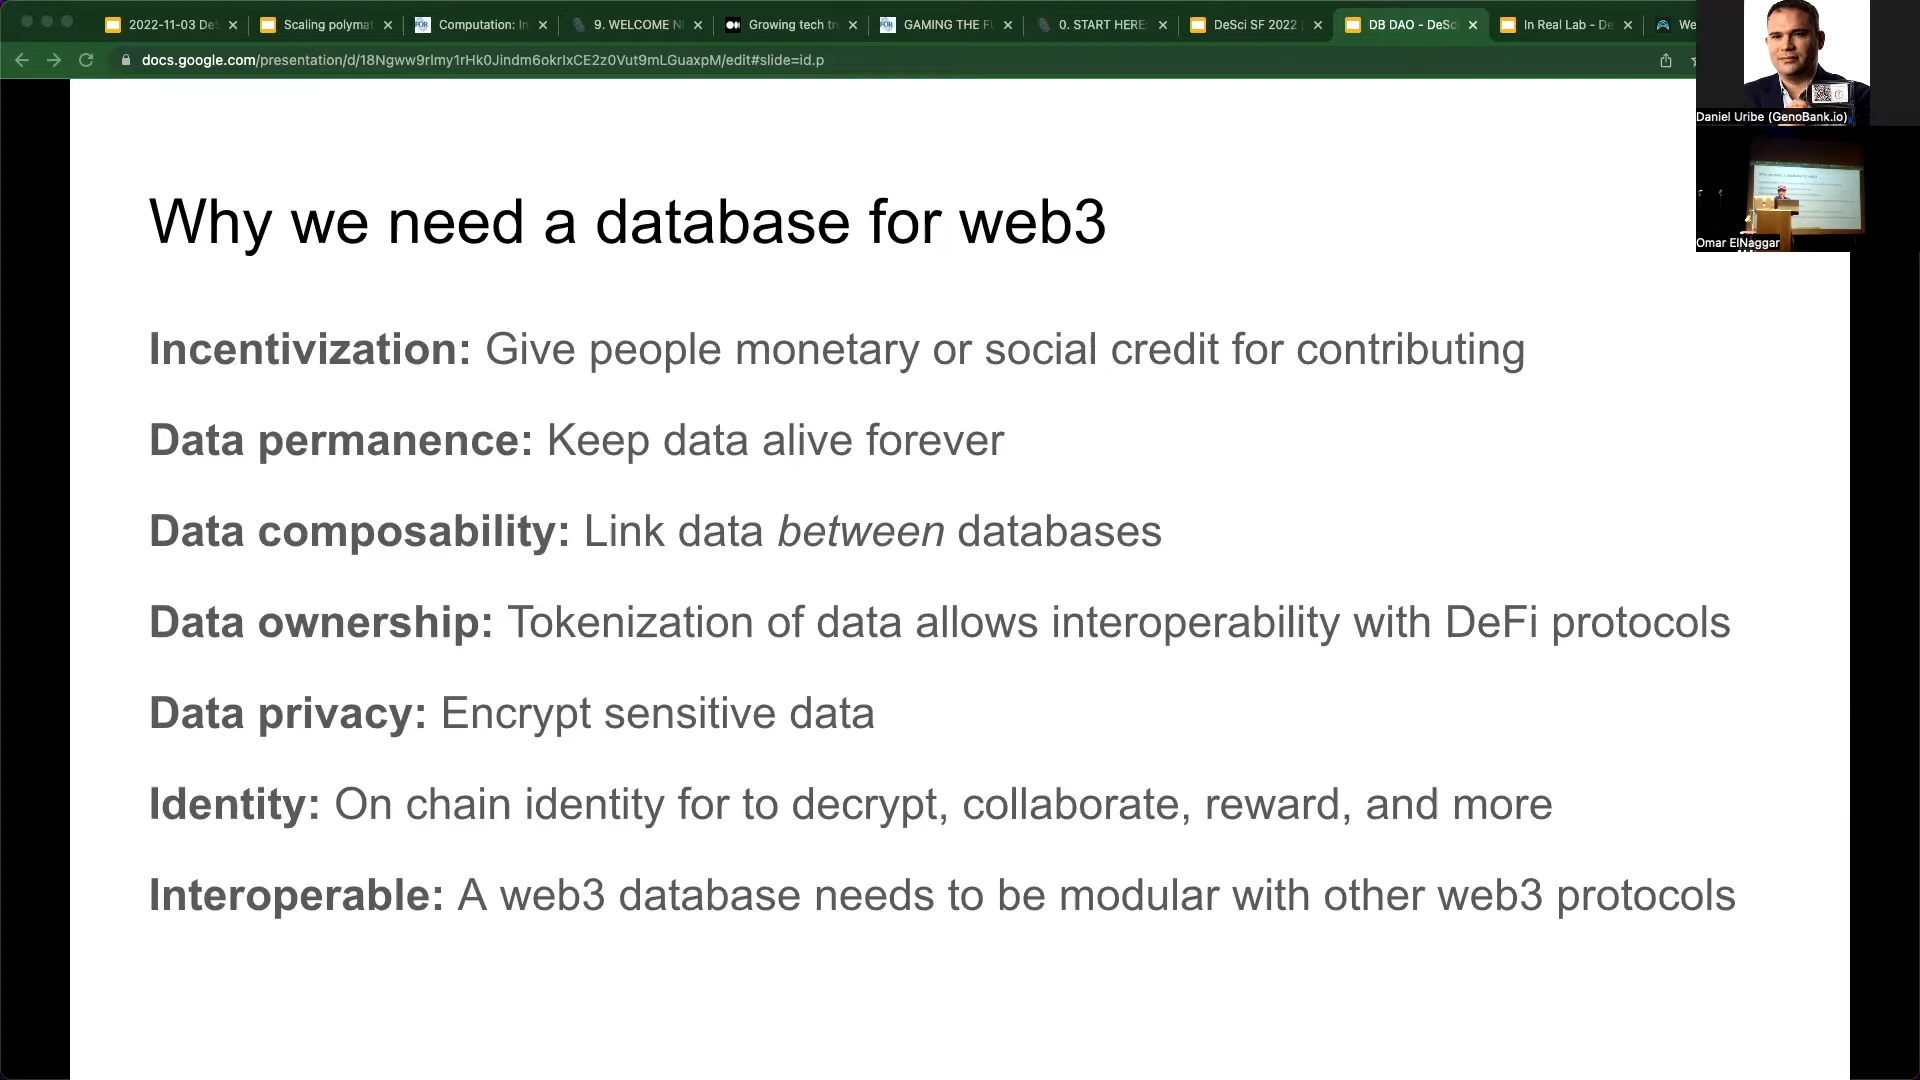 2022-11-03 DeS
Scaling polymat
Computation: In
9. WELCOME N
Growing tech tr
GAMING THE FU
0. START HERE:
DeSci SF 2022
DB DAO - DeSc
In Real Lab - De
We
docs.google.com/presentation/d/18Ngww9rlmy1rHk0Jindm6okrIxCE2z0Vut9mLGuaxpM/edit#slide=id.p
Daniel Uribe (GenoBank.io)
Omar ElNaggar
Why we need a database for web3
Incentivization: Give people monetary or social credit for contributing
Data permanence: Keep data alive forever
Data composability: Link data between databases
Data ownership: Tokenization of data allows interoperability with DeFi protocols
Data privacy: Encrypt sensitive data
Identity: On chain identity for to decrypt, collaborate, reward, and more
Interoperable: A web3 database needs to be modular with other web3 protocols